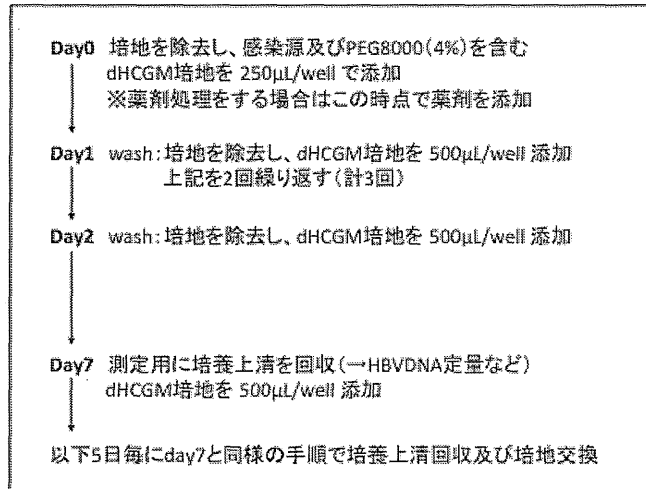 Day0 培地を除去し、感染源及びPEG8000(4%)を含む
dHCGM培地を 250μL/well で添加
※薬剤処理をする場合はこの時点で薬剤を添加
Day1 wash:培地を除去し、dHCGM培地を 500μL/well 添加
上記を2回繰り返す(計3回)
Day2 wash:培地を除去し、dHCGM培地を 500μL/well 添加
Day7 測定用に培養上清を回収(→HBVDNA定量など)
dHCGM培地を 500μL/well 添加
以下5日毎にday7と同様の手順で培養上清回収及び培地交換